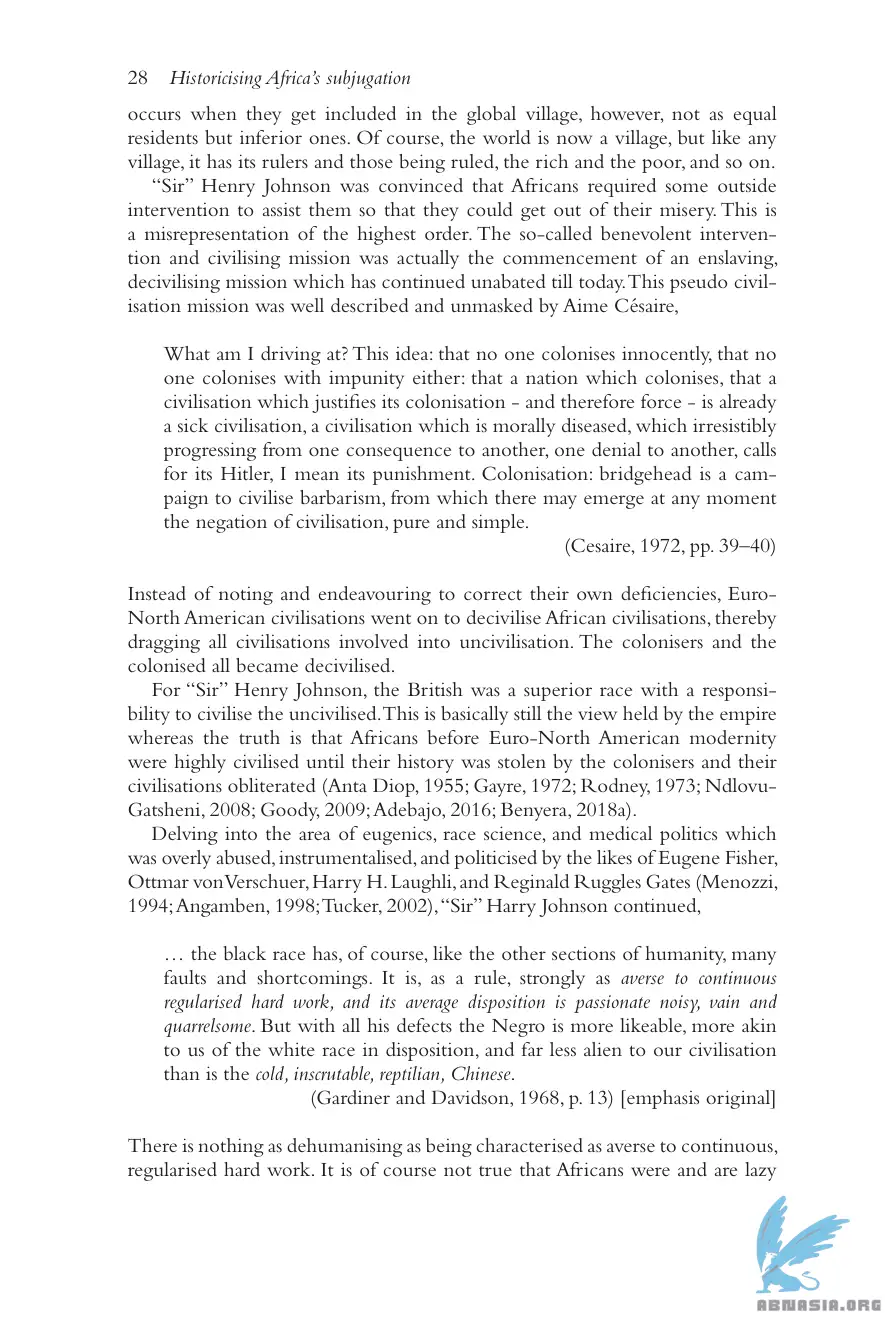 28 Historicising Africa's subjugation
occurs when they get included in the global village, however, not as equal
residents but inferior ones. Of course, the world is now a village, but like any
village, it has its rulers and those being ruled, the rich and the poor, and so on.
“Sir” Henry Johnson was convinced that Africans required some outside
intervention to assist them so that they could get out of their misery. This is
a misrepresentation of the highest order. The so-called benevolent interven-
tion and civilising mission was actually the commencement of an enslaving,
decivilising mission which has continued unabated till today. This pseudo civil-
isation mission was well described and unmasked by Aime Césaire,
What am I driving at? This idea: that no one colonises innocently, that no
one colonises with impunity either: that a nation which colonises, that a
civilisation which justifies its colonisation - and therefore force - is already
a sick civilisation, a civilisation which is morally diseased, which irresistibly
progressing from one consequence to another, one denial to another, calls
for its Hitler, I mean its punishment. Colonisation: bridgehead is a cam-
paign to civilise barbarism, from which there may emerge at any moment
the negation of civilisation, pure and simple.
(Cesaire, 1972, pp. 39–40)
Instead of noting and endeavouring to correct their own deficiencies, Euro-
North American civilisations went on to decivilise African civilisations, thereby
dragging all civilisations involved into uncivilisation. The colonisers and the
colonised all became decivilised.
For “Sir” Henry Johnson, the British was a superior race with a responsi-
bility to civilise the uncivilised. This is basically still the view held by the empire
whereas the truth is that Africans before Euro-North American modernity
were highly civilised until their history was stolen by the colonisers and their
civilisations obliterated (Anta Diop, 1955; Gayre, 1972; Rodney, 1973; Ndlovu-
Gatsheni, 2008; Goody, 2009; Adebajo, 2016; Benyera, 2018a).
Delving into the area of eugenics, race science, and medical politics which
was overly abused, instrumentalised, and politicised by the likes of Eugene Fisher,
Ottmar vonVerschuer, Harry H. Laughli, and Reginald Ruggles Gates (Menozzi,
1994; Angamben, 1998; Tucker, 2002), “Sir” Harry Johnson continued,
… the black race has, of course, like the other sections of humanity, many
faults and shortcomings. It is, as a rule, strongly as averse to continuous
regularised hard work, and its average disposition is passionate noisy, vain and
quarrelsome. But with all his defects the Negro is more likeable, more akin
to us of the white race in disposition, and far less alien to our civilisation
than is the cold, inscrutable, reptilian, Chinese.
(Gardiner and Davidson, 1968, p. 13) [emphasis original]
There is nothing as dehumanising as being characterised as averse to continuous,
regularised hard work. It is of course not true that Africans were and are lazy
ABNASIA.ORG